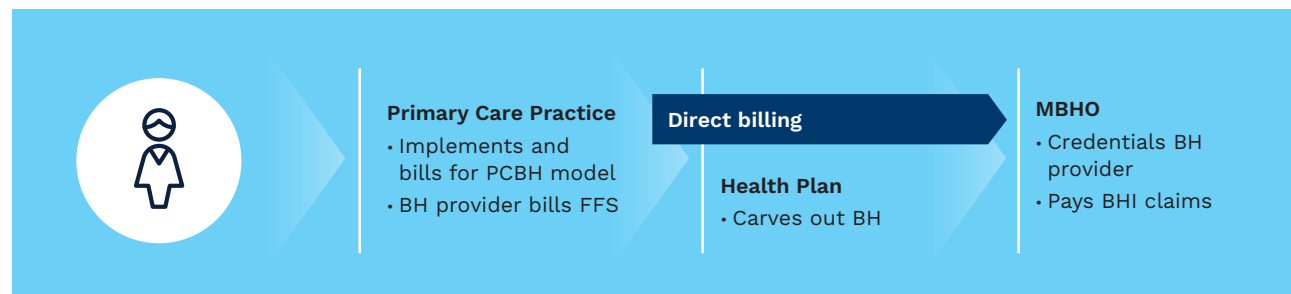 Primary Care Practice
• Implements and
bills for PCBH model
• BH provider bills FFS
Direct billing
Health Plan
• Carves out BH
MBHO
• Credentials BH
provider
• Pays BHI claims